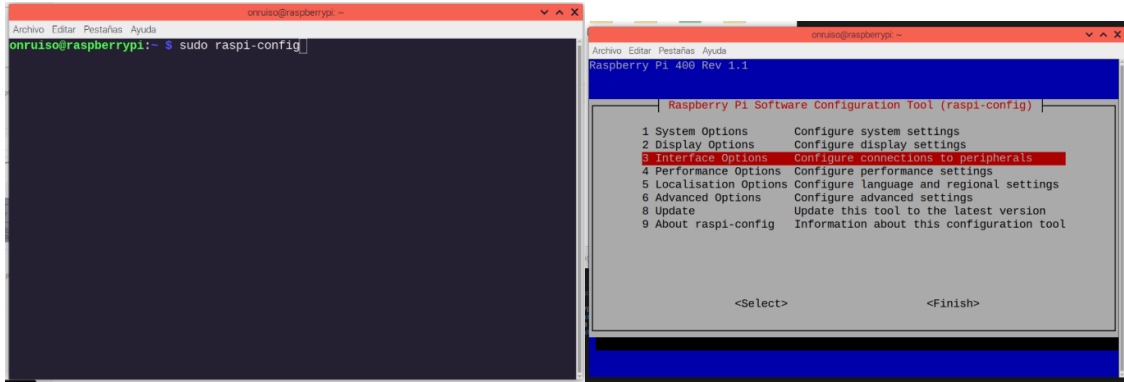 onruiso@raspberrypi: ~
Archivo Editar Pestañas Ayuda
onruiso@raspberrypi:~ $ sudo raspi-config
onruiso@raspberrypi: ~
Archivo Editar Pestañas Ayuda
Raspberry Pi 400 Rev 1.1
Raspberry Pi Software Configuration Tool (raspi-config)
1 System Options Configure system settings
2 Display Options Configure display settings
3 Interface Options Configure connections to peripherals
4 Performance Options Configure performance settings
5 Localisation Options Configure language and regional settings
6 Advanced Options Configure advanced settings
8 Update Update this tool to the latest version
9 About raspi-config Information about this configuration tool
<Select> <Finish>